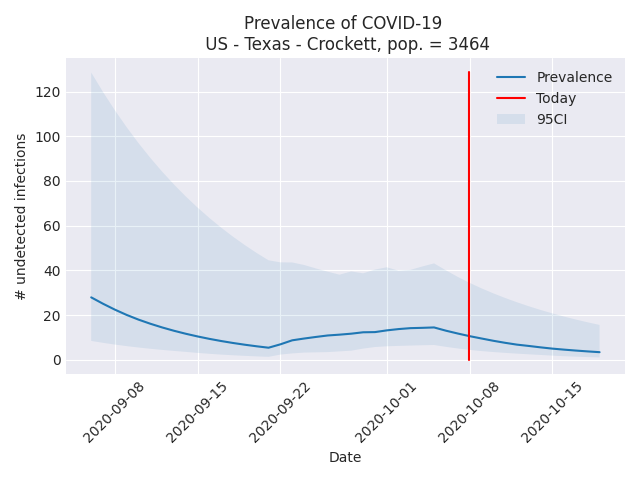 Prevalence of COVID-19
US - Texas - Crockett, pop. = 3464
Prevalence
Today
95CI
# undetected infections
120
100
80
60
40
20
0
2020-09-08
2020-09-15
2020-09-22
2020-10-01
2020-10-08
2020-10-15
Date